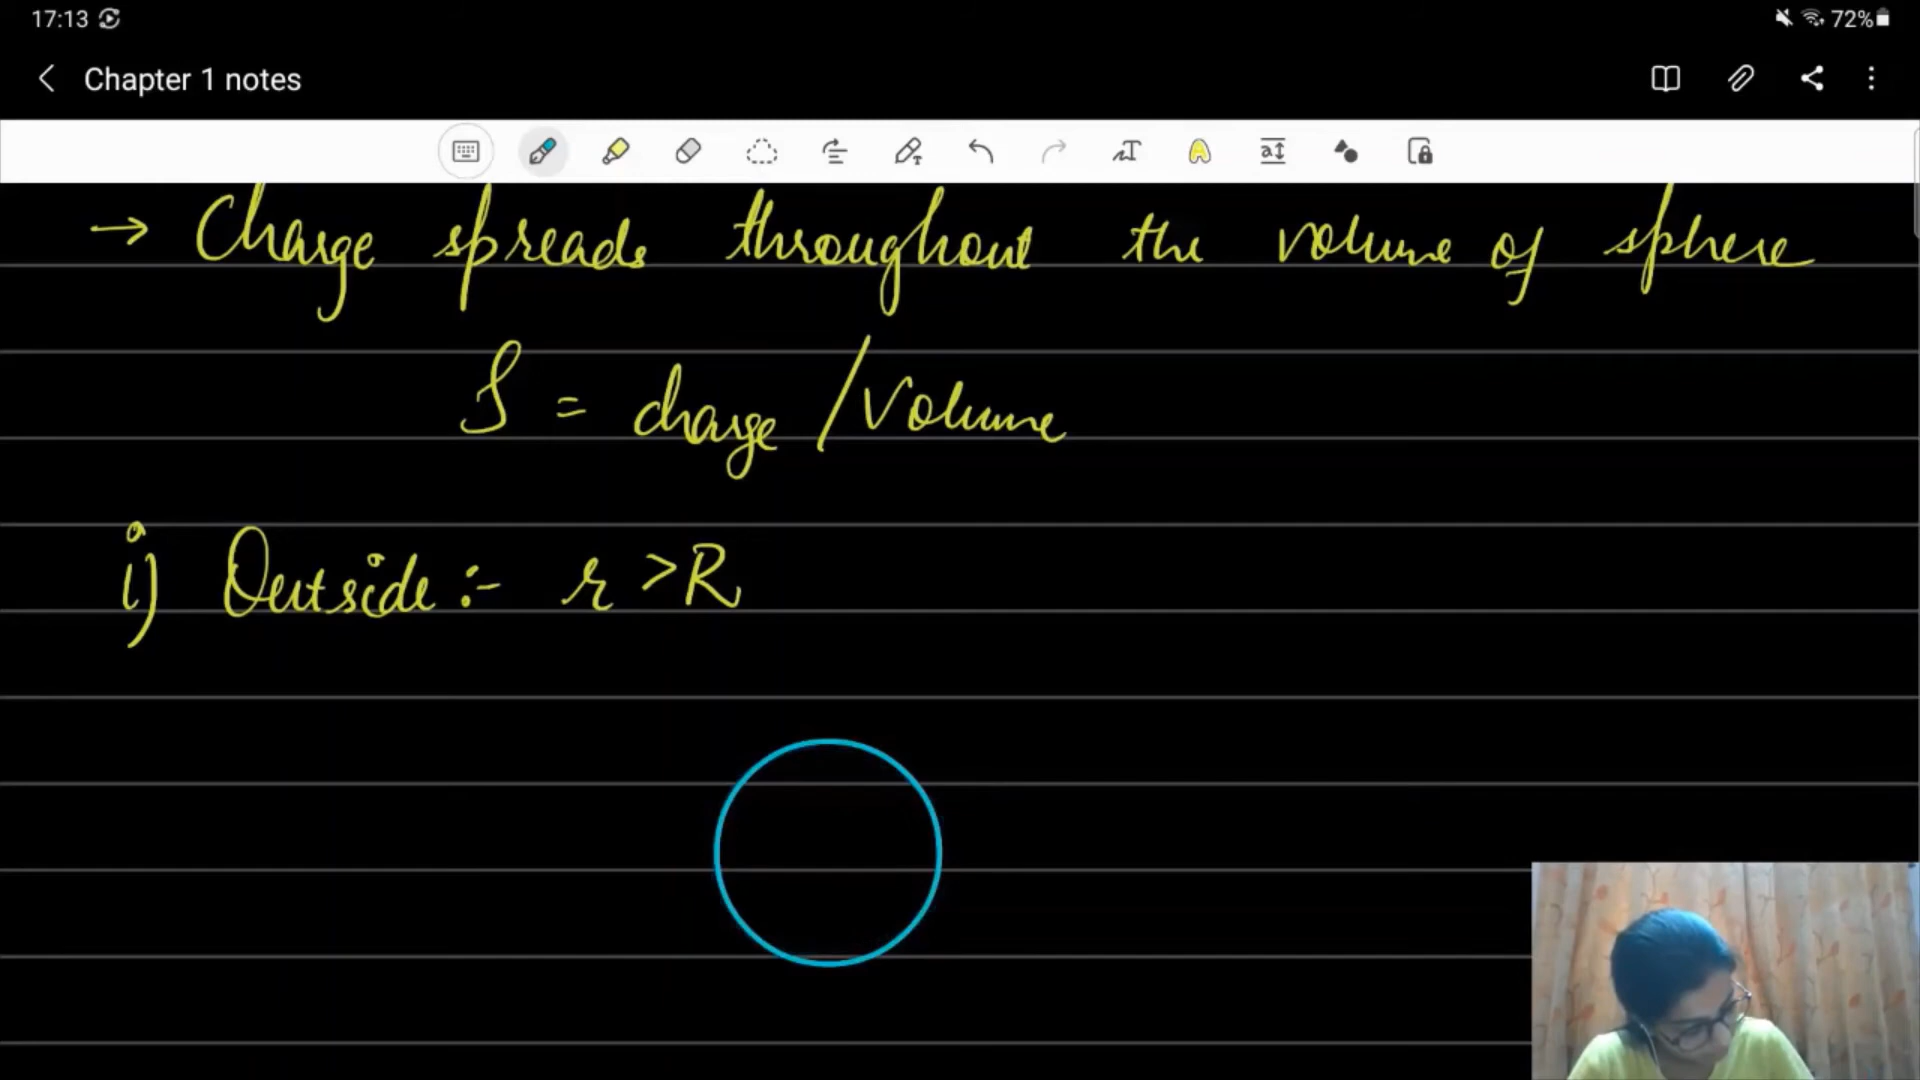 17:13 72%
Chapter 1 notes
→ Charge spreads throughout the volume of sphere
ρ = charge / Volume
i) Outside :- r > R